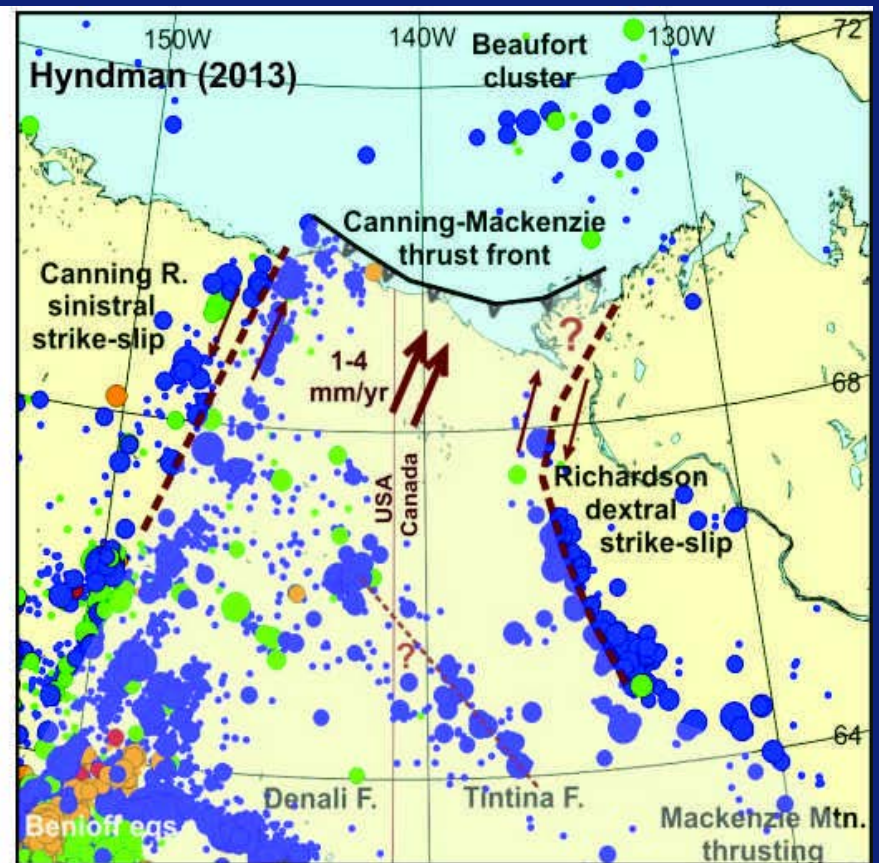 150W
140W
130W
72
Hyndman (2013)
Beaufort
cluster
Canning-Mackenzie
thrust front
Canning R.
sinistral
strike-slip
?
1-4
mm/yr
68
USA
Canada
Richardson
dextral
strike-slip
?
64
Denali F.
Tintina F.
Benioff eqs
Mackenzie Mtn.
thrusting